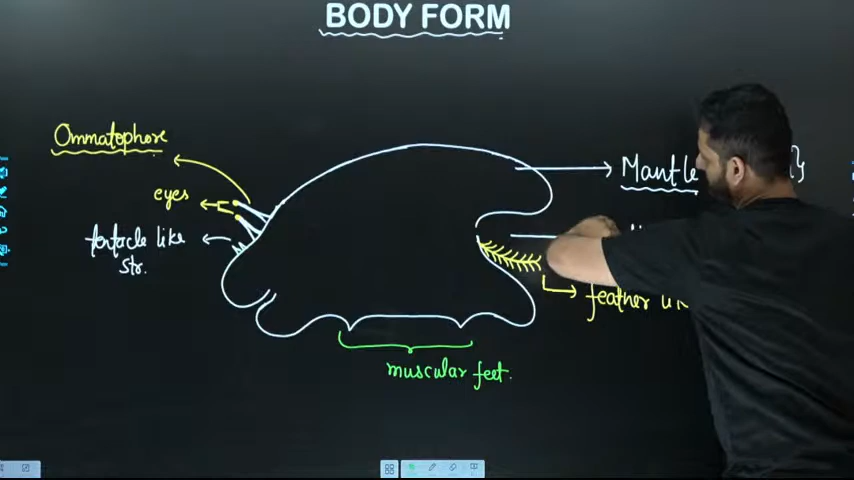 BODY FORM
Ommatophore
eyes
tentacle like
str.
Mantle
feather
muscular feet.